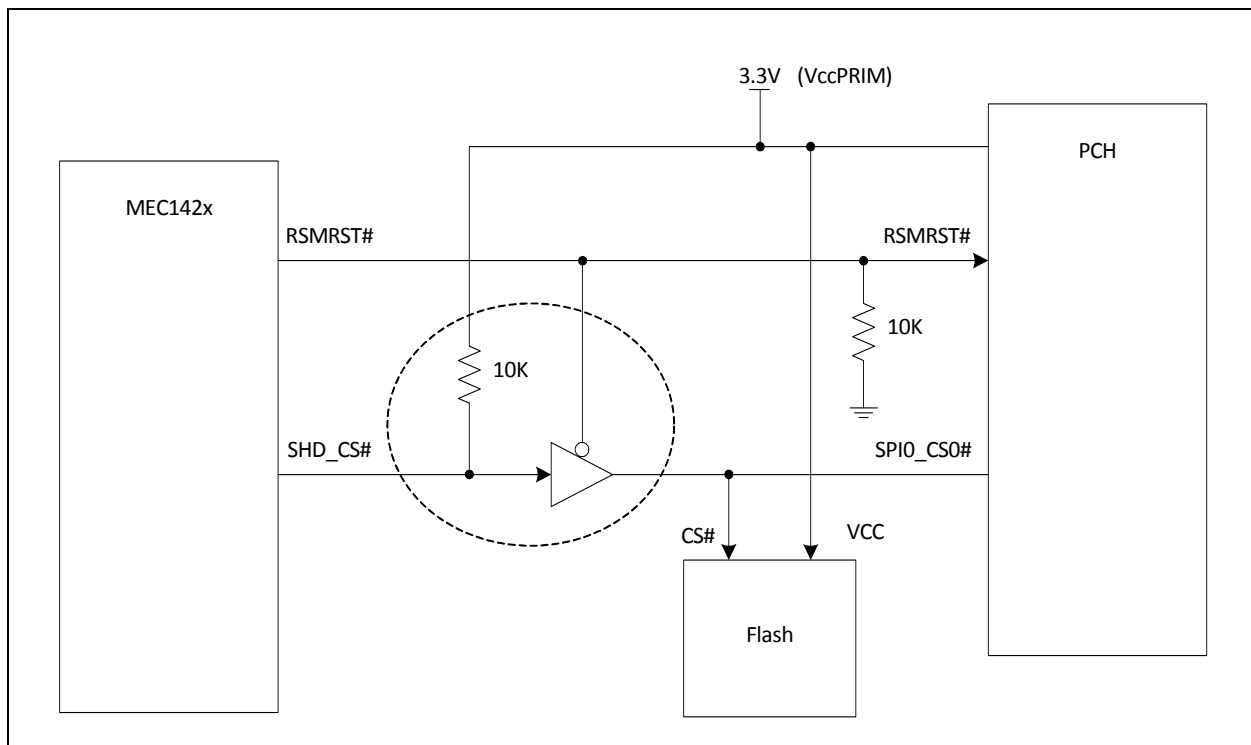 3.3V (VccPRIM)
PCH
MEC142x
RSMRST#
RSMRST#
10K
10K
SHD_CS#
SPI0_CS0#
CS#
VCC
Flash